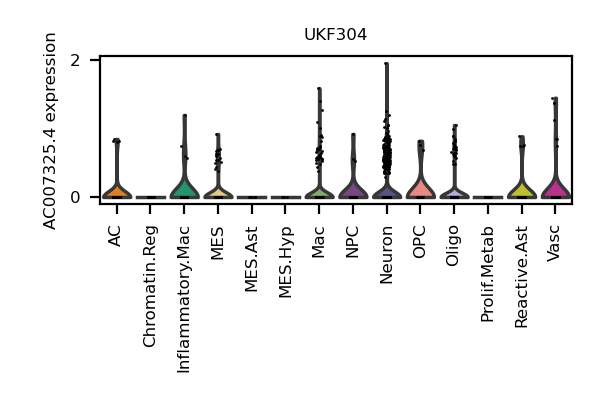 UKF304
AC007325.4 expression
2
0
AC
Chromatin.Reg
Inflammatory.Mac
MES
MES.Ast
MES.Hyp
Mac
NPC
Neuron
OPC
Oligo
Prolif.Metab
Reactive.Ast
Vasc